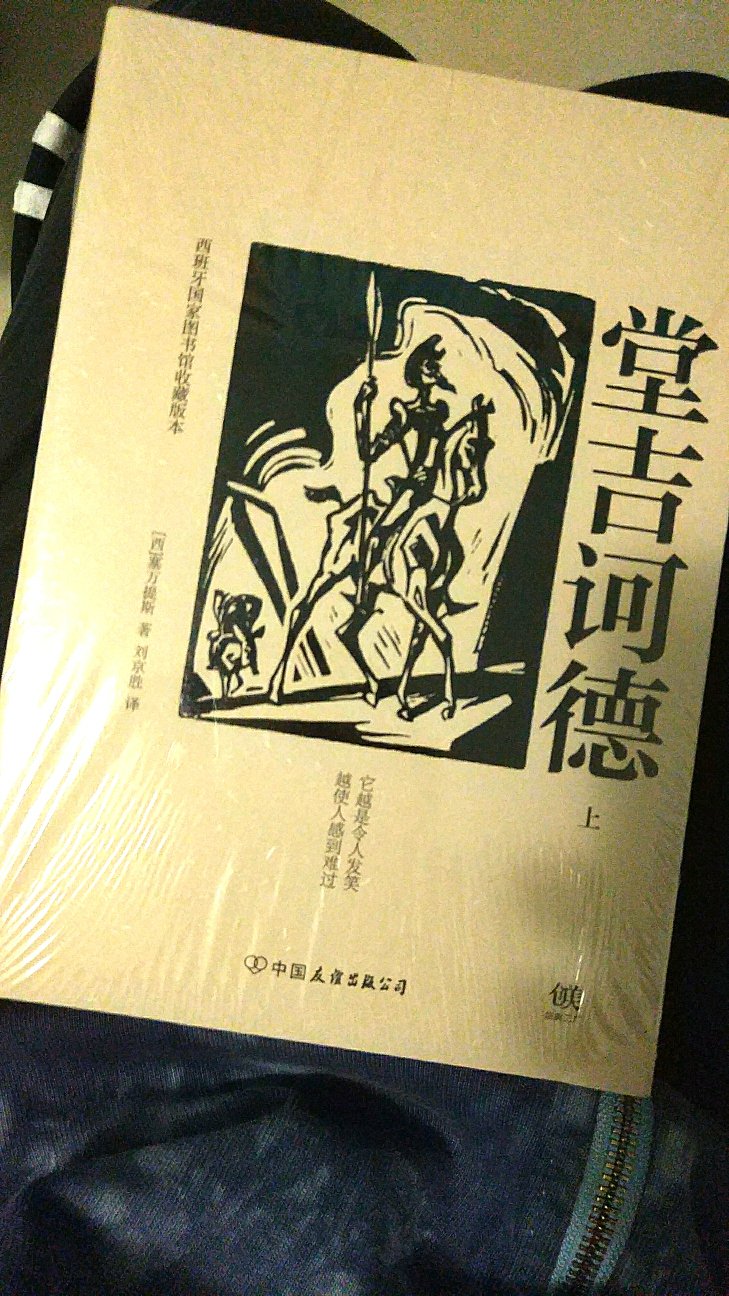 堂吉诃德
上
西班牙国家图书馆收藏版本
[西]塞万提斯 著 刘京胜 译
它越是令人发笑
越使人感到难过
中国友谊出版公司
创美